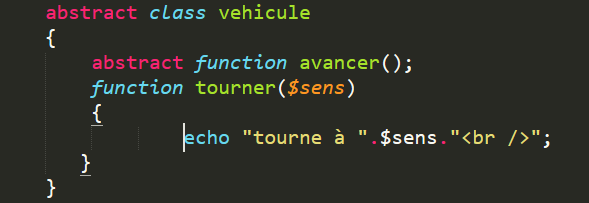 abstract class vehicule
{
abstract function avancer();
function tourner($sens)
{
echo "tourne à ".$sens."<br />";
}
}